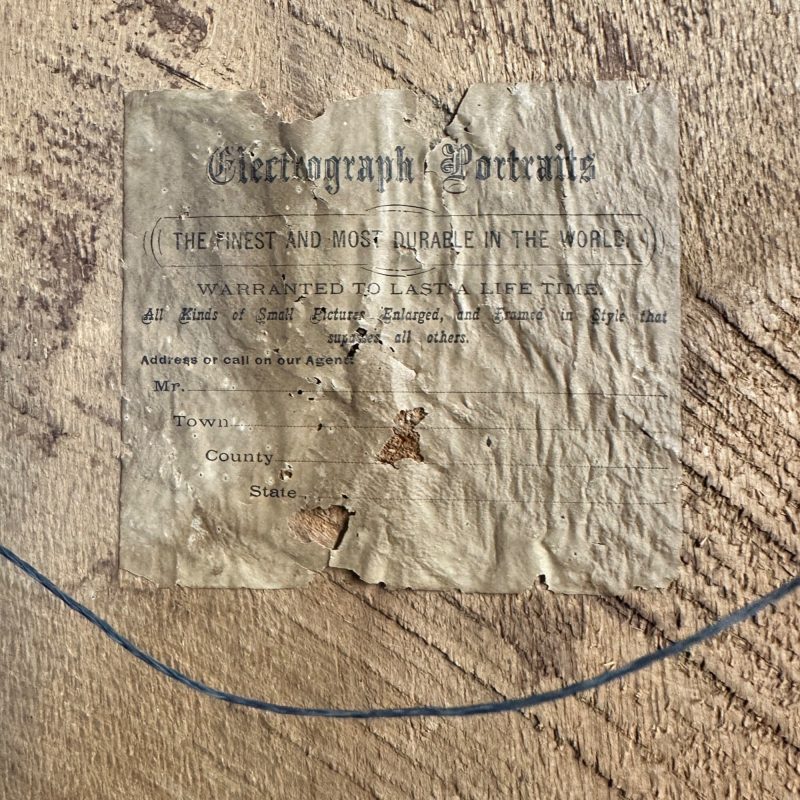 Electrograph Portraits
THE FINEST AND MOST DURABLE IN THE WORLD.
WARRANTED TO LAST A LIFE TIME.
All Kinds of Small Pictures Enlarged, and Framed in Style that
surpasses all others.
Address or call on our Agent:
Mr.
Town
County
State